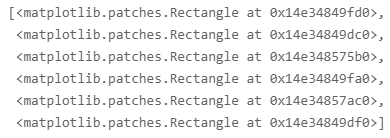 [<matplotlib.patches.Rectangle at 0x14e34849fd0>,
<matplotlib.patches.Rectangle at 0x14e34849dc0>,
<matplotlib.patches.Rectangle at 0x14e348575b0>,
<matplotlib.patches.Rectangle at 0x14e34849fa0>,
<matplotlib.patches.Rectangle at 0x14e34857ac0>,
<matplotlib.patches.Rectangle at 0x14e34849df0>]